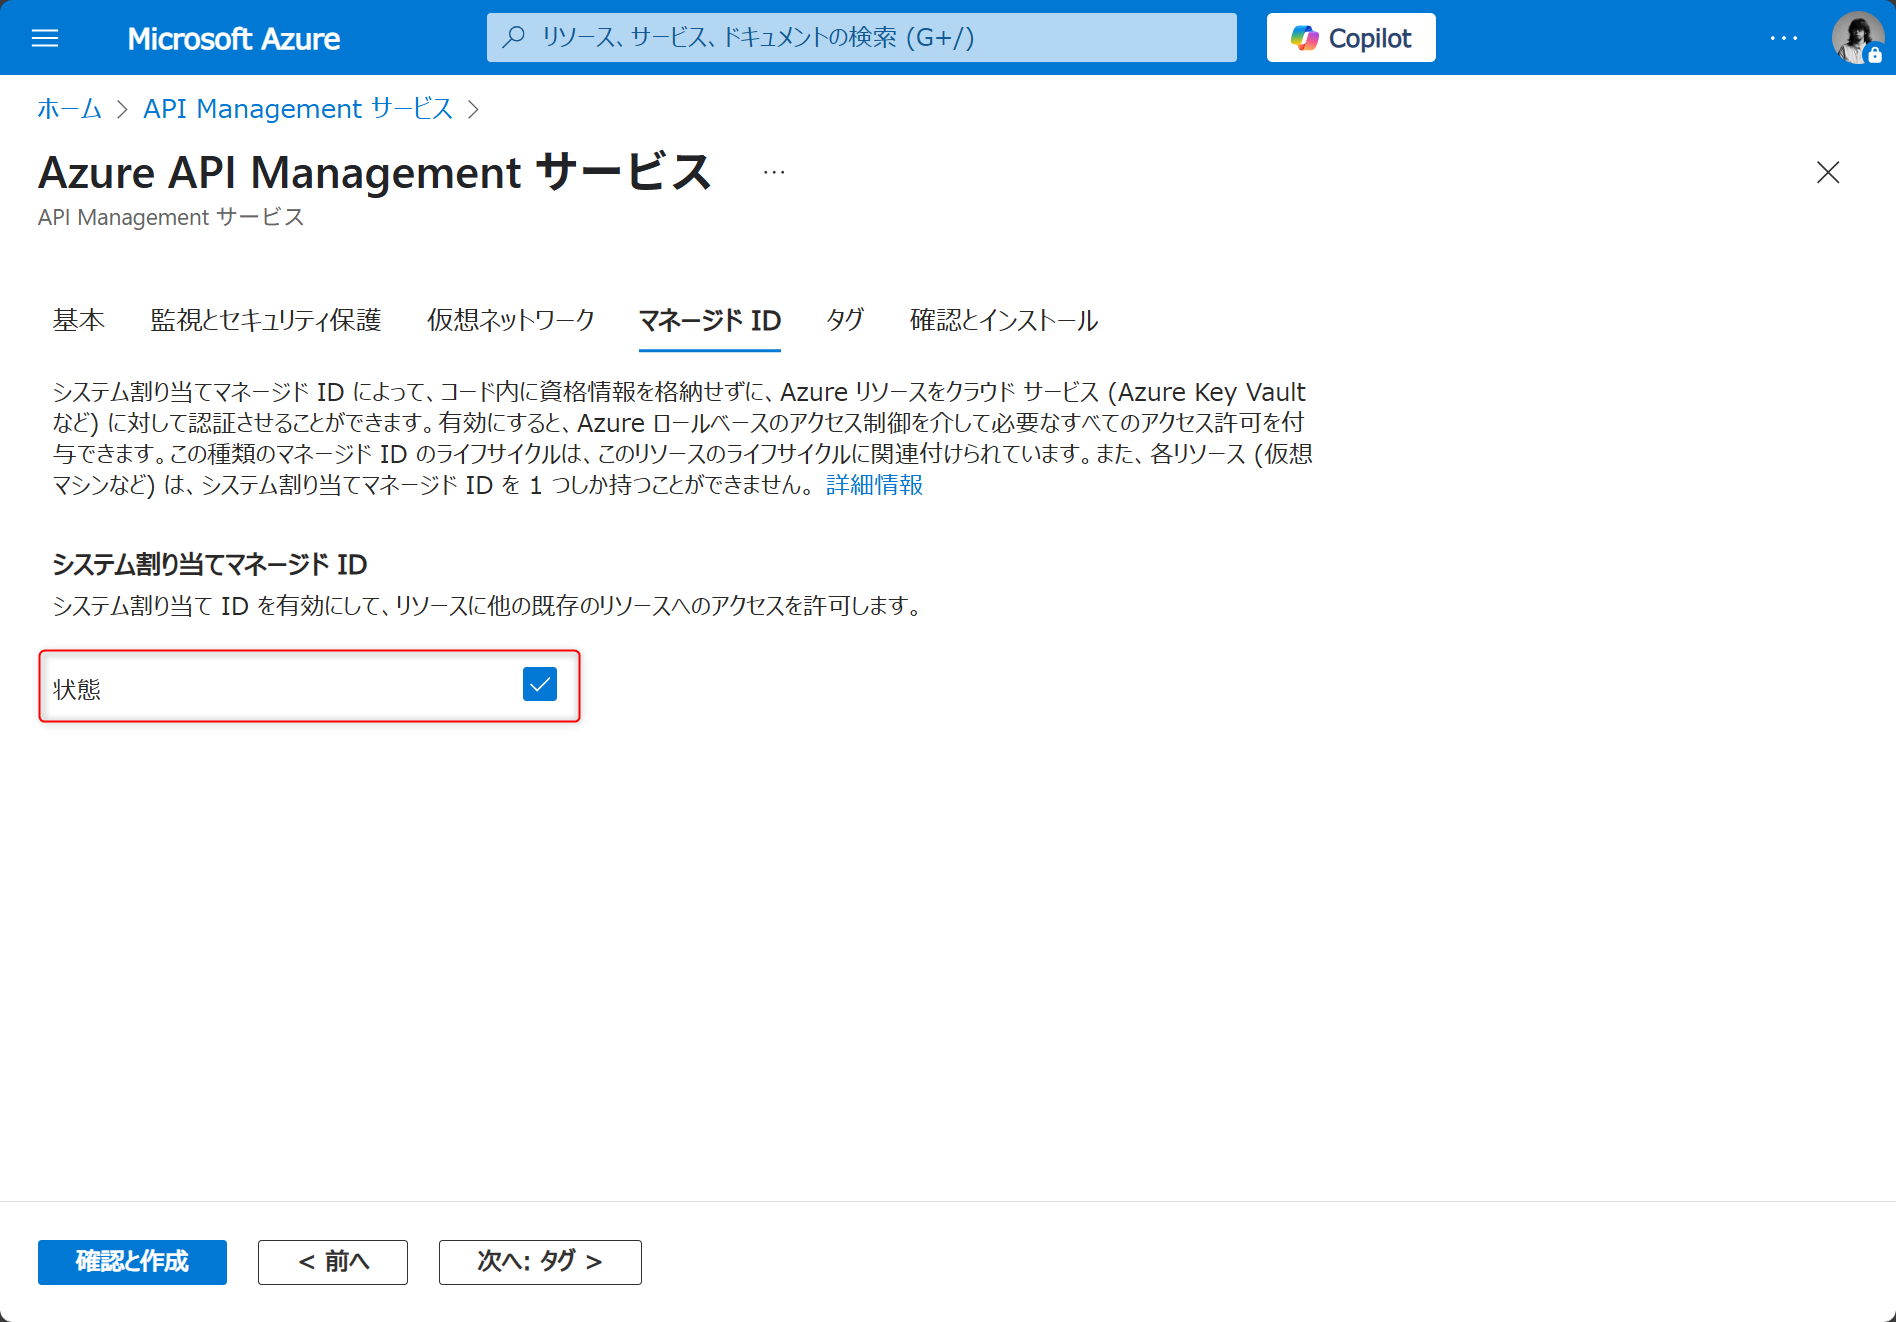 Microsoft Azure
リソース、サービス、ドキュメントの検索 (G+/)
Copilot
ホーム > API Management サービス >
Azure API Management サービス ...
API Management サービス
基本 監視とセキュリティ保護 仮想ネットワーク マネージド ID タグ 確認とインストール
システム割り当てマネージド ID によって、コード内に資格情報を格納せずに、Azure リソースをクラウド サービス (Azure Key Vault
など) に対して認証させることができます。有効にすると、Azure ロールベースのアクセス制御を介して必要なすべてのアクセス許可を付
与できます。この種類のマネージド ID のライフサイクルは、このリソースのライフサイクルに関連付けられています。また、各リソース (仮想
マシンなど) は、システム割り当てマネージド ID を 1 つしか持つことができません。 詳細情報
システム割り当てマネージド ID
システム割り当て ID を有効にして、リソースに他の既存のリソースへのアクセスを許可します。
状態
確認と作成 < 前へ 次へ: タグ >